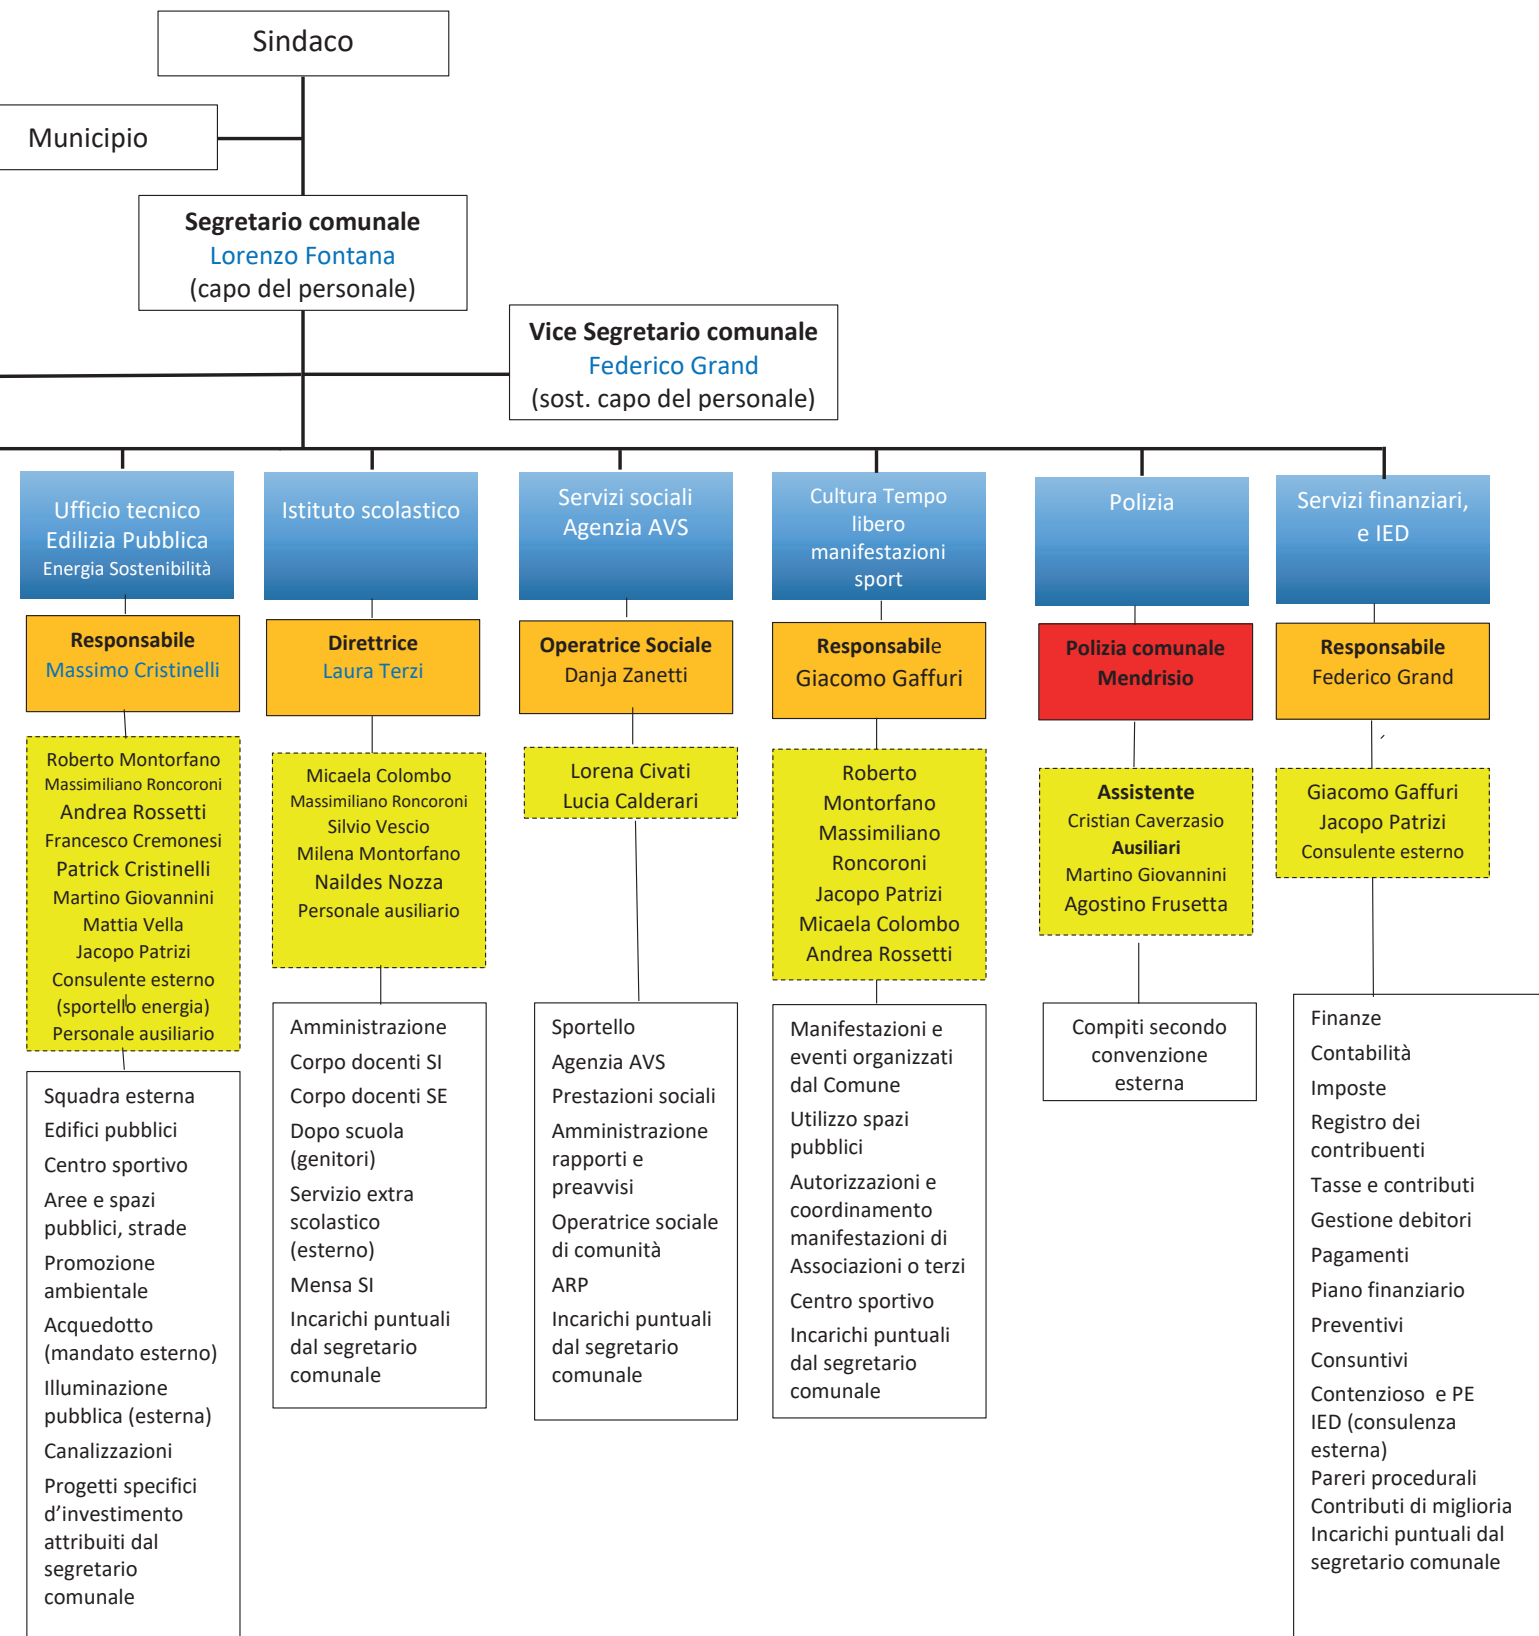 Sindaco
Municipio
Segretario comunale
Lorenzo Fontana
(capo del personale)
Vice Segretario comunale
Federico Grand
(sost. capo del personale)
Ufficio tecnico
Edilizia Pubblica
Energia Sostenibilità
Responsabile
Massimo Cristinelli
Roberto Montorfano
Massimiliano Roncoroni
Andrea Rossetti
Francesco Cremonesi
Patrick Cristinelli
Martino Giovannini
Mattia Vella
Jacopo Patrizi
Consulente esterno
(sportello energia)
Personale ausiliario
Squadra esterna
Edifici pubblici
Centro sportivo
Aree e spazi
pubblici, strade
Promozione
ambientale
Acquedotto
(mandato esterno)
Illuminazione
pubblica (esterna)
Canalizzazioni
Progetti specifici
d’investimento
attribuiti dal
segretario
comunale
Istituto scolastico
Direttrice
Laura Terzi
Micaela Colombo
Massimiliano Roncoroni
Silvio Vescio
Milena Montorfano
Naildes Nozza
Personale ausiliario
Amministrazione
Corpo docenti SI
Corpo docenti SE
Dopo scuola
(genitori)
Servizio extra
scolastico
(esterno)
Mensa SI
Incarichi puntuali
dal segretario
comunale
Servizi sociali
Agenzia AVS
Operatrice Sociale
Danja Zanetti
Lorena Civati
Lucia Calderari
Sportello
Agenzia AVS
Prestazioni sociali
Amministrazione
rapporti e
preavvisi
Operatrice sociale
di comunità
ARP
Incarichi puntuali
dal segretario
comunale
Cultura Tempo
libero
manifestazioni
sport
Responsabile
Giacomo Gaffuri
Roberto
Montorfano
Massimiliano
Roncoroni
Jacopo Patrizi
Micaela Colombo
Andrea Rossetti
Manifestazioni e
eventi organizzati
dal Comune
Utilizzo spazi
pubblici
Autorizzazioni e
coordinamento
manifestazioni di
Associazioni o terzi
Centro sportivo
Incarichi puntuali
dal segretario
comunale
Polizia
Polizia comunale
Mendrisio
Assistente
Cristian Caverzasio
Ausiliari
Martino Giovannini
Agostino Frusetta
Compiti secondo
convenzione
esterna
Servizi finanziari,
e IED
Responsabile
Federico Grand
Giacomo Gaffuri
Jacopo Patrizi
Consulente esterno
Finanze
Contabilità
Imposte
Registro dei
contribuenti
Tasse e contributi
Gestione debitori
Pagamenti
Piano finanziario
Preventivi
Consuntivi
Contenzioso e PE
IED (consulenza
esterna)
Pareri procedurali
Contributi di miglioria
Incarichi puntuali dal
segretario comunale